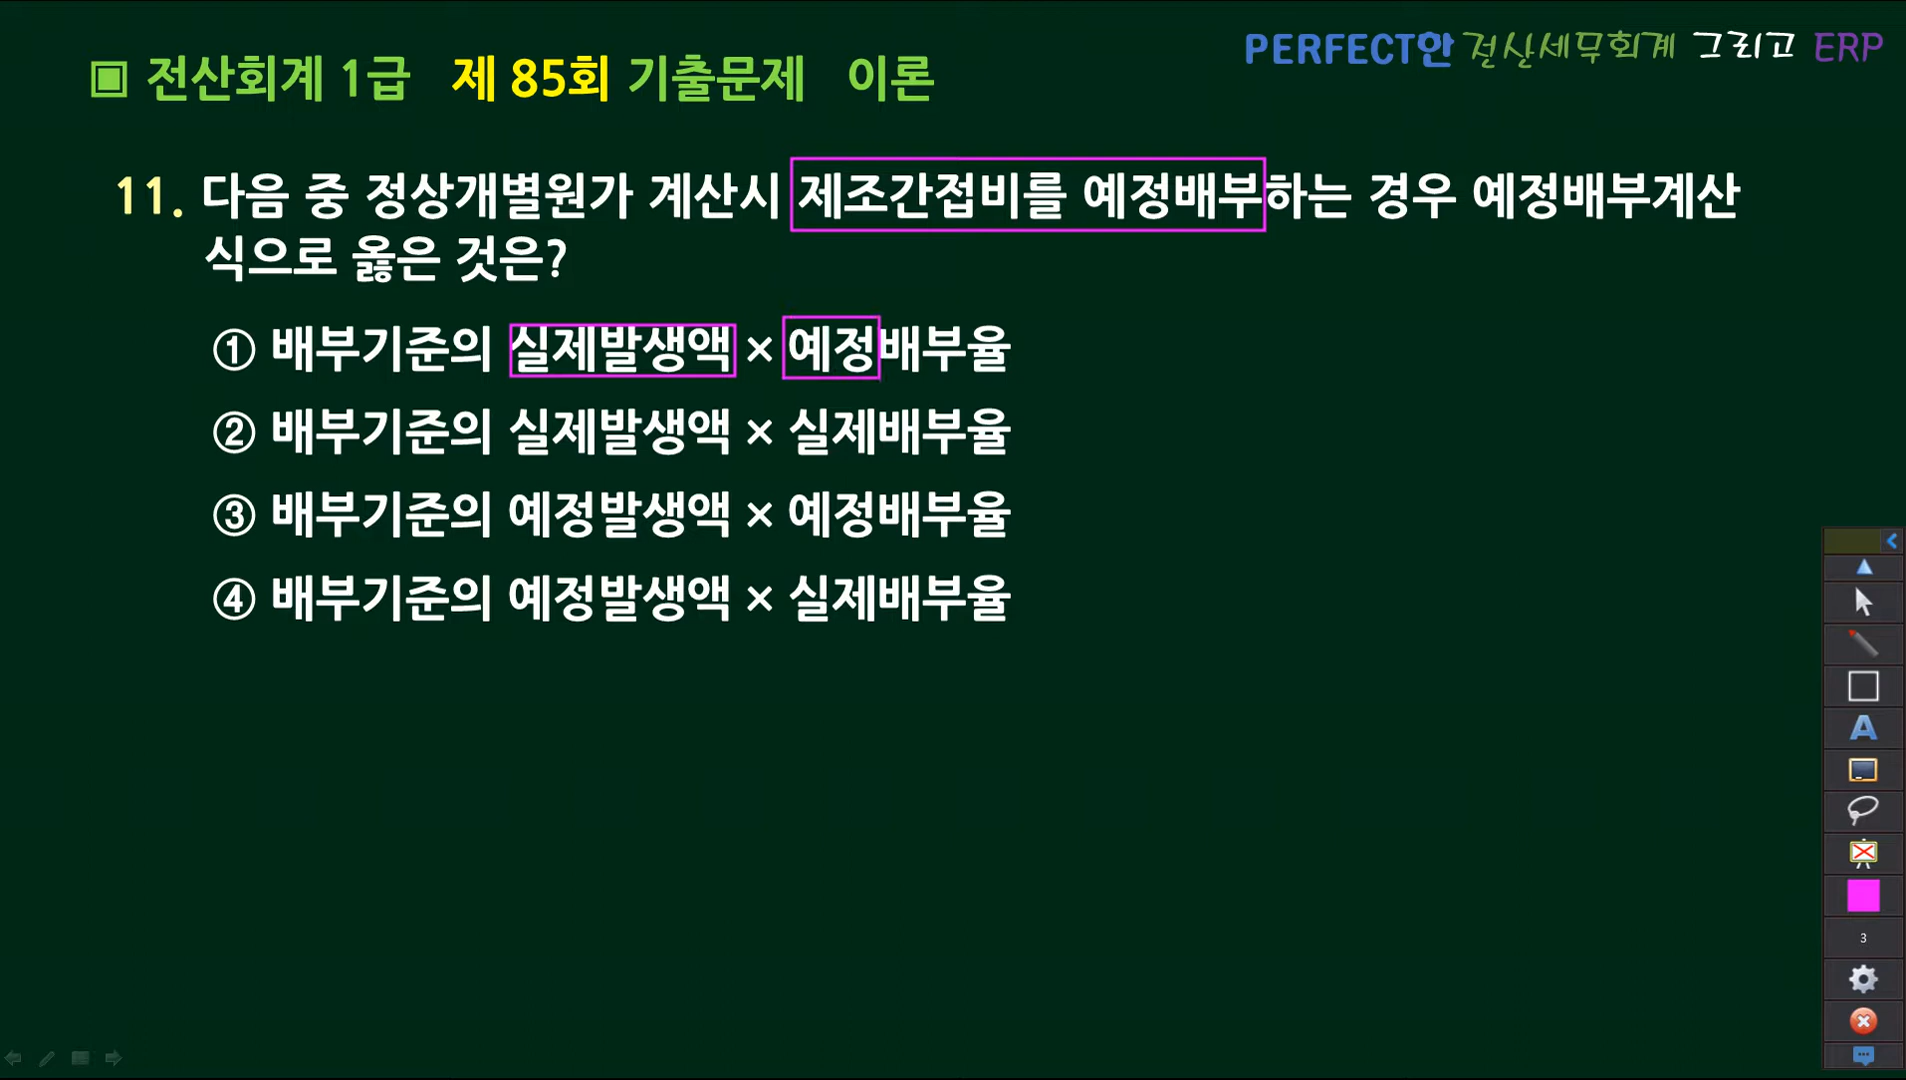 PERFECT한 전산세무회계 그리고 ERP
▣ 전산회계 1급 제 85회 기출문제 이론
11. 다음 중 정상개별원가 계산시 제조간접비를 예정배부하는 경우 예정배부계산
식으로 옳은 것은?
① 배부기준의 실제발생액 × 예정배부율
② 배부기준의 실제발생액 × 실제배부율
③ 배부기준의 예정발생액 × 예정배부율
④ 배부기준의 예정발생액 × 실제배부율
A
3